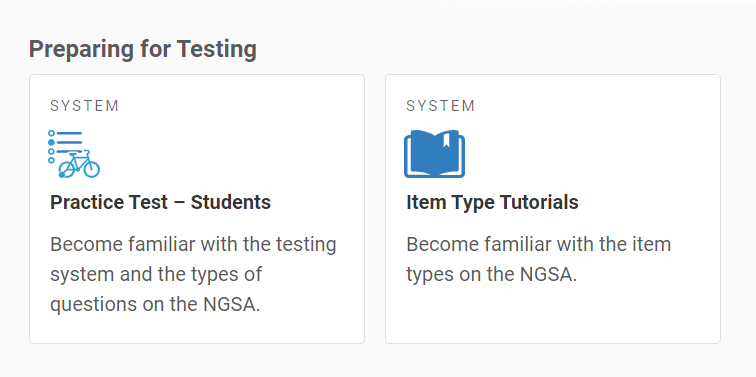 Preparing for Testing
SYSTEM
Practice Test – Students
Become familiar with the testing
system and the types of
questions on the NGSA.
SYSTEM
Item Type Tutorials
Become familiar with the item
types on the NGSA.